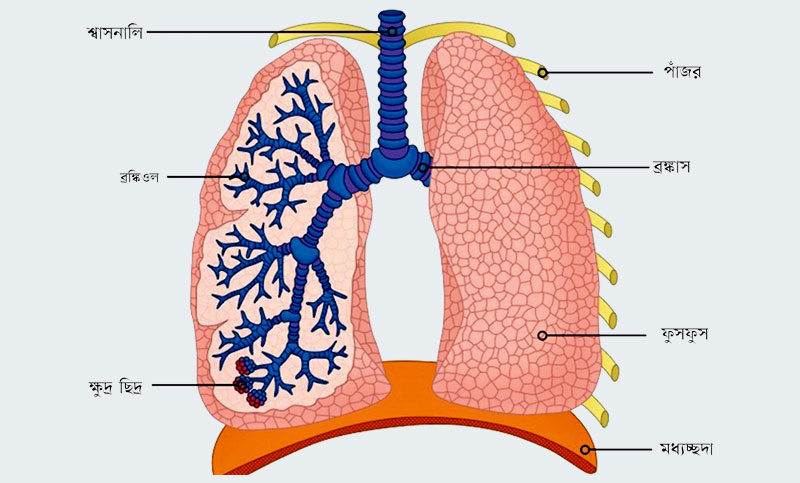 শ্বাসনালি
পাঁজর
ব্রঙ্কাস
ব্রঙ্কিওল
ফুসফুস
ক্ষুদ্র ছিদ্র
মধ্যচ্ছদা